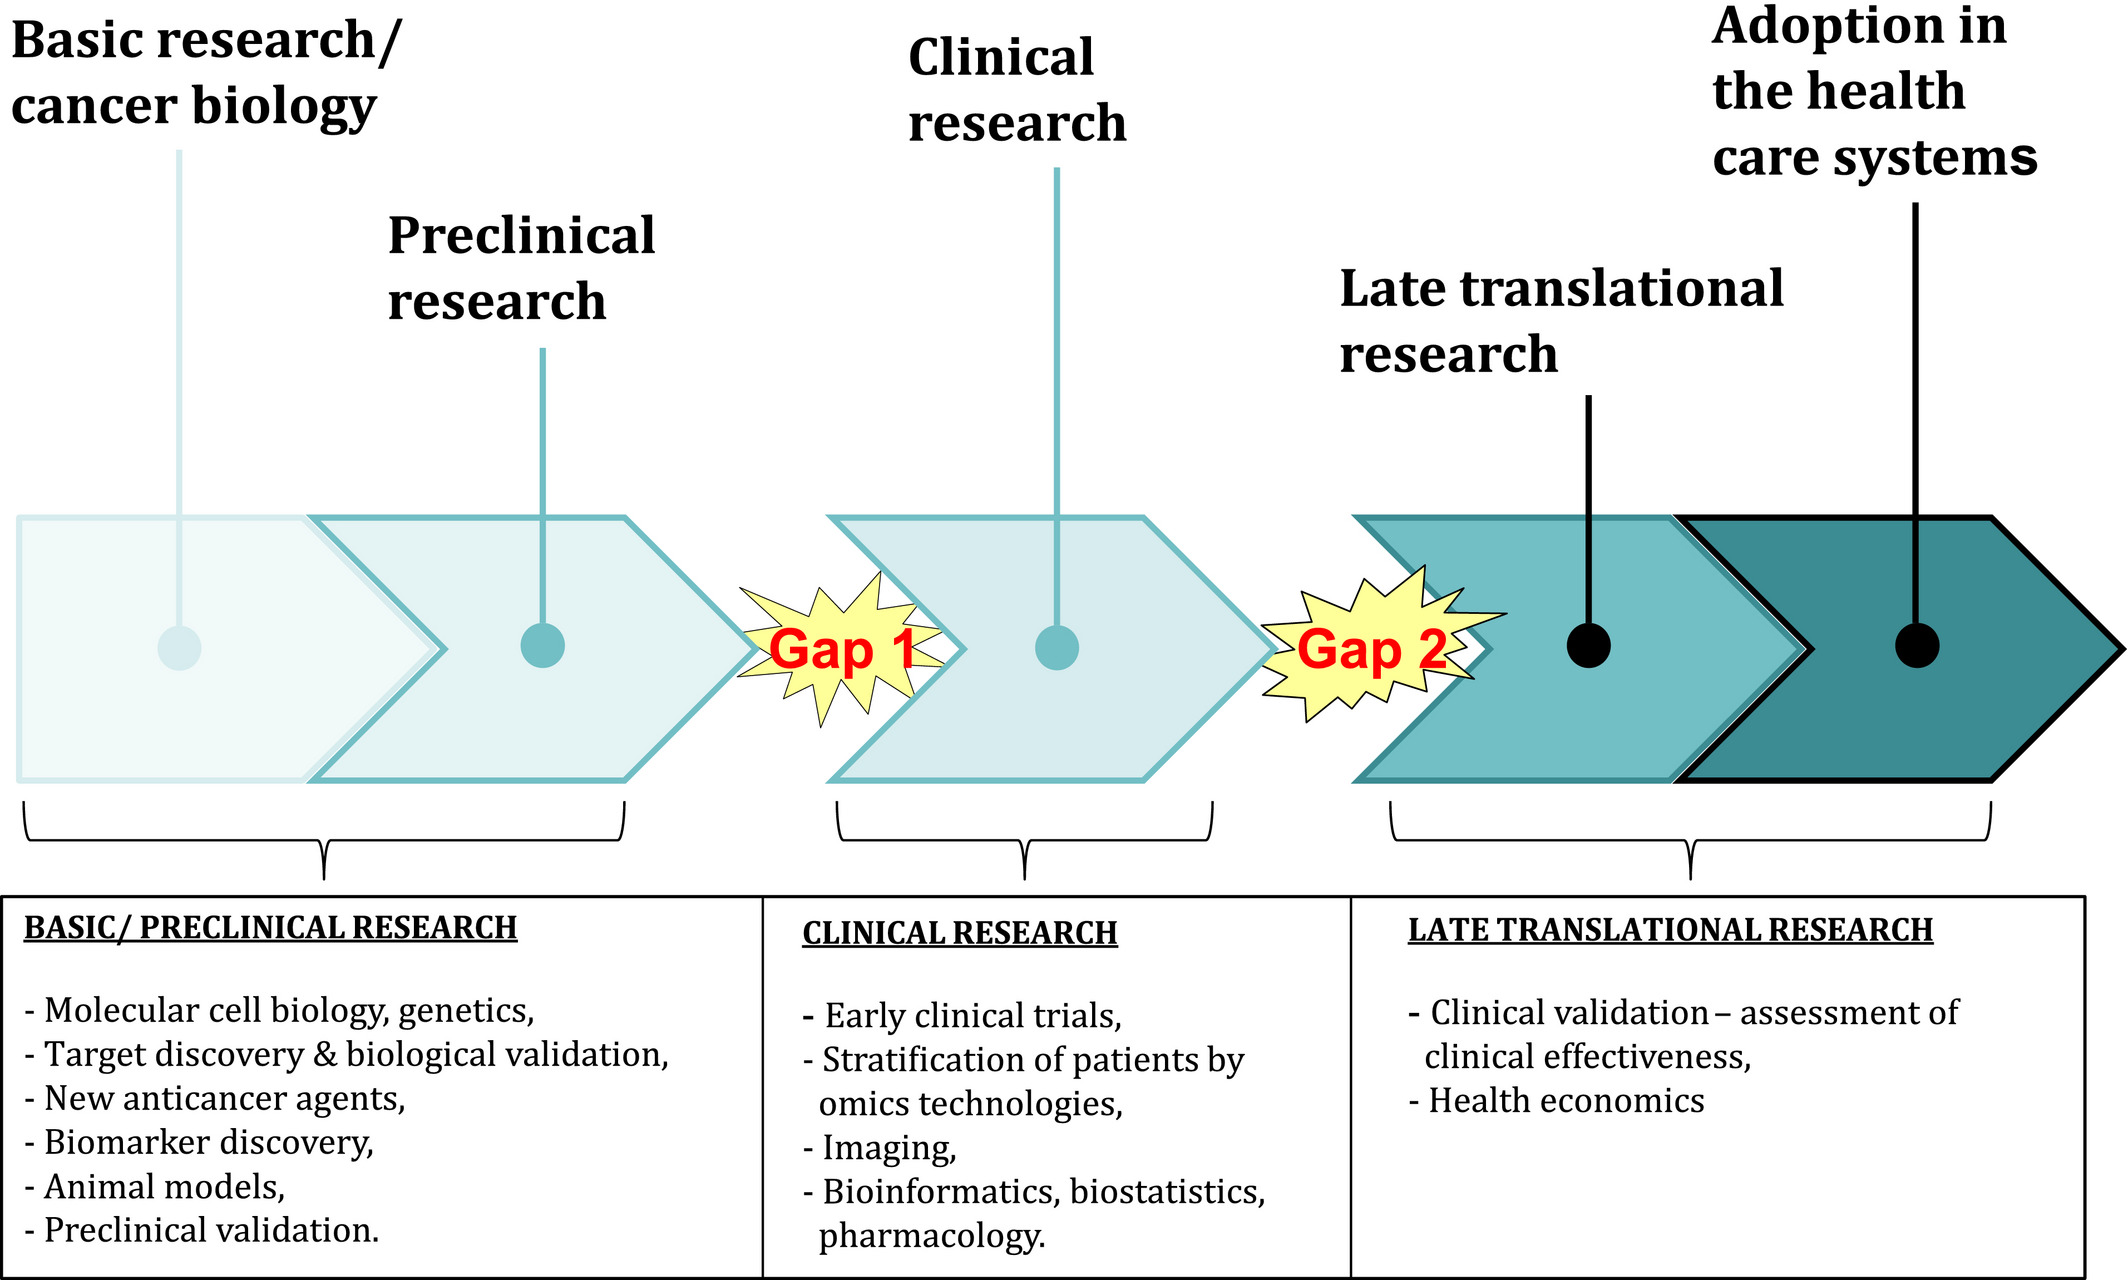 Basic research/
cancer biology
Preclinical
research
Clinical
research
Late translational
research
Adoption in
the health
care systems
Gap 1
Gap 2
BASIC/ PRECLINICAL RESEARCH
- Molecular cell biology, genetics,
- Target discovery & biological validation,
- New anticancer agents,
- Biomarker discovery,
- Animal models,
- Preclinical validation.
CLINICAL RESEARCH
- Early clinical trials,
- Stratification of patients by
omics technologies,
- Imaging,
- Bioinformatics, biostatistics,
pharmacology.
LATE TRANSLATIONAL RESEARCH
- Clinical validation – assessment of
clinical effectiveness,
- Health economics